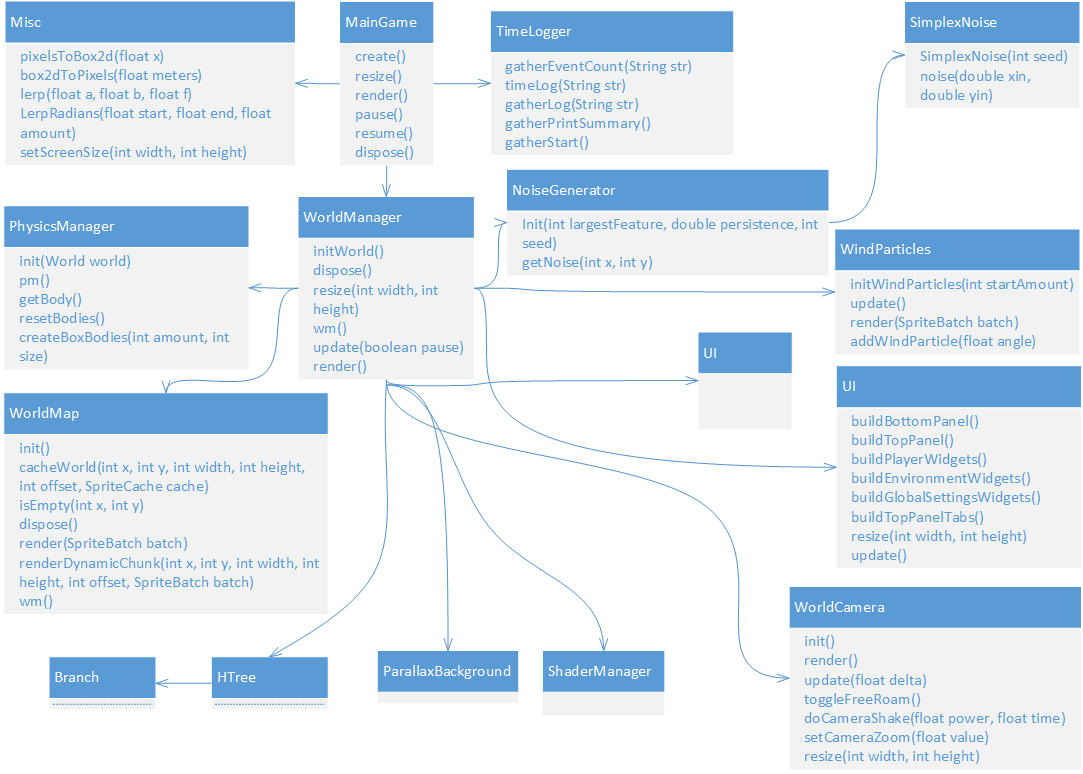 Misc
pixelsToBox2d(float x)
box2dToPixels(float meters)
lerp(float a, float b, float f)
LerpRadians(float start, float end, float
amount)
setScreenSize(int width, int height)
MainGame
create()
resize()
render()
pause()
resume()
dispose()
TimeLogger
gatherEventCount(String str)
timeLog(String str)
gatherLog(String str)
gatherPrintSummary()
gatherStart()
SimplexNoise
SimplexNoise(int seed)
noise(double xin,
double yin)
PhysicsManager
init(World world)
pm()
getBody()
resetBodies()
createBoxBodies(int amount, int
size)
WorldManager
initWorld()
dispose()
resize(int width, int
height)
wm()
update(boolean pause)
render()
NoiseGenerator
Init(int largestFeature, double persistence, int
seed)
getNoise(int x, int y)
WindParticles
initWindParticles(int startAmount)
update()
render(SpriteBatch batch)
addWindParticle(float angle)
UI
UI
buildBottomPanel()
buildTopPanel()
buildPlayerWidgets()
buildEnvironmentWidgets()
buildGlobalSettingsWidgets()
buildTopPanelTabs()
resize(int width, int height)
update()
WorldMap
init()
cacheWorld(int x, int y, int width, int height,
int offset, SpriteCache cache)
isEmpty(int x, int y)
dispose()
render(SpriteBatch batch)
renderDynamicChunk(int x, int y, int width, int
height, int offset, SpriteBatch batch)
wm()
Branch
HTree
ParallaxBackground
ShaderManager
WorldCamera
init()
render()
update(float delta)
toggleFreeRoam()
doCameraShake(float power, float time)
setCameraZoom(float value)
resize(int width, int height)